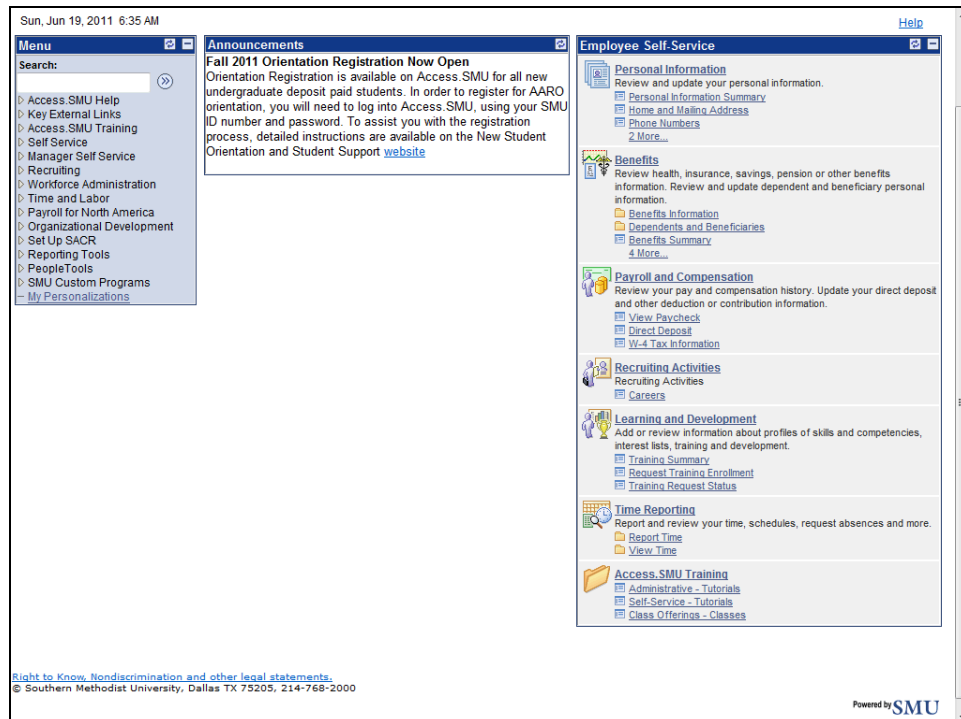 Sun, Jun 19, 2011 6:35 AM
Help
Menu
Search:
Access.SMU Help
Key External Links
Access.SMU Training
Self Service
Manager Self Service
Recruiting
Workforce Administration
Time and Labor
Payroll for North America
Organizational Development
Set Up SACR
Reporting Tools
PeopleTools
SMU Custom Programs
My Personalizations
Announcements
Fall 2011 Orientation Registration Now Open
Orientation Registration is available on Access.SMU for all new
undergraduate deposit paid students. In order to register for AARO
orientation, you will need to log into Access.SMU, using your SMU
ID number and password. To assist you with the registration
process, detailed instructions are available on the New Student
Orientation and Student Support website
Employee Self-Service
Personal Information
Review and update your personal information.
Personal Information Summary
Home and Mailing Address
Phone Numbers
2 More...
Benefits
Review health, insurance, savings, pension or other benefits
information. Review and update dependent and beneficiary personal
information.
Benefits Information
Dependents and Beneficiaries
Benefits Summary
4 More...
Payroll and Compensation
Review your pay and compensation history. Update your direct deposit
and other deduction or contribution information.
View Paycheck
Direct Deposit
W-4 Tax Information
Recruiting Activities
Recruiting Activities
Careers
Learning and Development
Add or review information about profiles of skills and competencies,
interest lists, training and development.
Training Summary
Request Training Enrollment
Training Request Status
Time Reporting
Report and review your time, schedules, request absences and more.
Report Time
View Time
Access.SMU Training
Administrative - Tutorials
Self-Service - Tutorials
Class Offerings - Classes
Right to Know, Nondiscrimination and other legal statements.
© Southern Methodist University, Dallas TX 75205, 214-768-2000
Powered by SMU